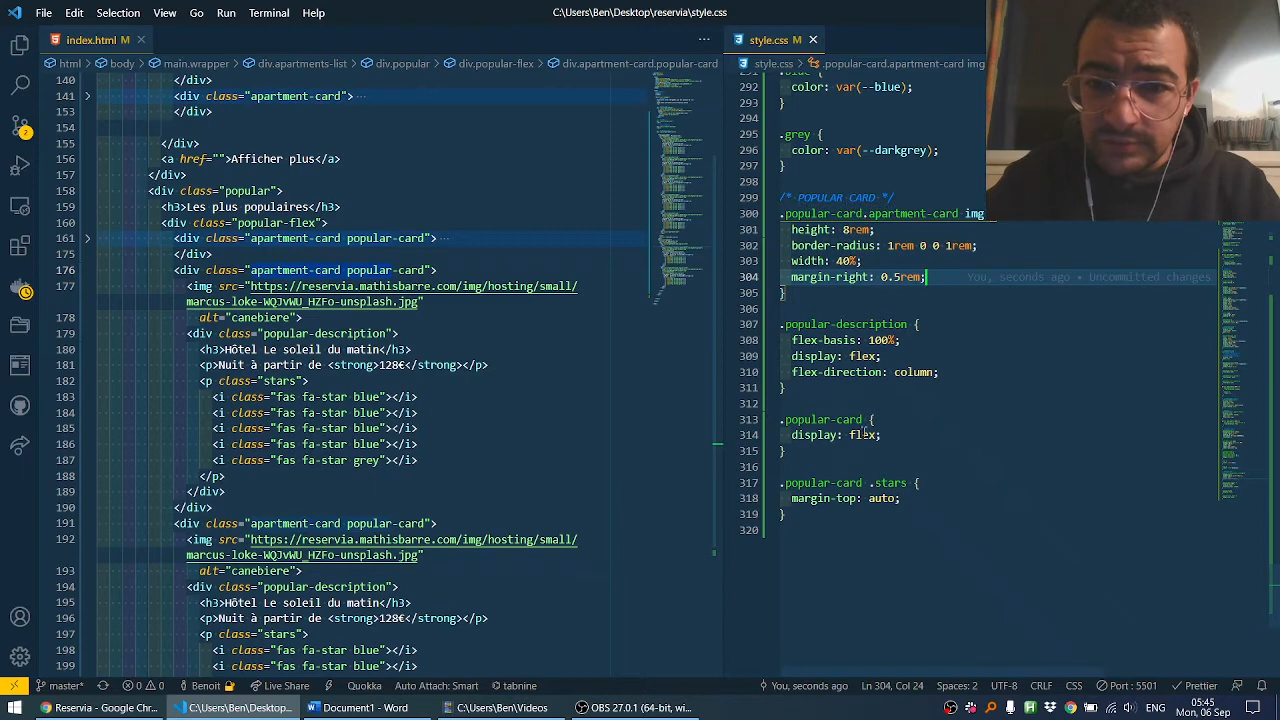 File Edit Selection View Go Run Terminal Help C:\Users\Ben\Desktop\reservia\style.css
index.html M
style.css M
html > body > main.wrapper > div.apartments-list > div.popular > div.popular-flex > div.apartment-card.popular-card
style.css > .popular-card.apartment-card img
140 </div>
141 <div class="apartment-card">
153 </div>
154
155 </div>
156 <a href="">Afficher plus</a>
157 </div>
158 <div class="popular">
159 <h3>Les plus populaires</h3>
160 <div class="popular-flex">
161 <div class="apartment-card popular-card">
175 </div>
176 <div class="apartment-card popular-card">
177 <img src="https://reservia.mathisbarre.com/img/hosting/small/
marcus-loke-WQJvWU_HZFo-unsplash.jpg"
178 alt="canebiere">
179 <div class="popular-description">
180 <h3>Hôtel Le soleil du matin</h3>
181 <p>Nuit à partir de <strong>128€</strong></p>
182 <p class="stars">
183 <i class="fas fa-star blue"></i>
184 <i class="fas fa-star blue"></i>
185 <i class="fas fa-star blue"></i>
186 <i class="fas fa-star blue"></i>
187 <i class="fas fa-star grey"></i>
188 </p>
189 </div>
190 </div>
191 <div class="apartment-card popular-card">
192 <img src="https://reservia.mathisbarre.com/img/hosting/small/
marcus-loke-WQJvWU_HZFo-unsplash.jpg"
193 alt="canebiere">
194 <div class="popular-description">
195 <h3>Hôtel Le soleil du matin</h3>
196 <p>Nuit à partir de <strong>128€</strong></p>
197 <p class="stars">
198 <i class="fas fa-star blue"></i>
199 <i class="fas fa-star blue"></i>
291 .blue {
292 color: var(--blue);
293 }
294
295 .grey {
296 color: var(--darkgrey);
297 }
298
299 /* POPULAR CARD */
300 .popular-card.apartment-card img
301 height: 8rem;
302 border-radius: 1rem 0 0 1rem;
303 width: 40%;
304 margin-right: 0.5rem; You, seconds ago • Uncommitted changes
305 }
306
307 .popular-description {
308 flex-basis: 100%;
309 display: flex;
310 flex-direction: column;
311 }
312
313 .popular-card {
314 display: flex;
315 }
316
317 .popular-card .stars {
318 margin-top: auto;
319 }
320
2
master* 0 0 Benoit Live Share Quokka Auto Attach: Smart tabnine You, seconds ago Ln 304, Col 24 Spaces: 2 UTF-8 CRLF CSS Port : 5501 Prettier
Reservia - Google Chr... C:\Users\Ben\Desktop... Document1 - Word C:\Users\Ben\Videos OBS 27.0.1 (64-bit, wi... 05:45
Mon, 06 Sep